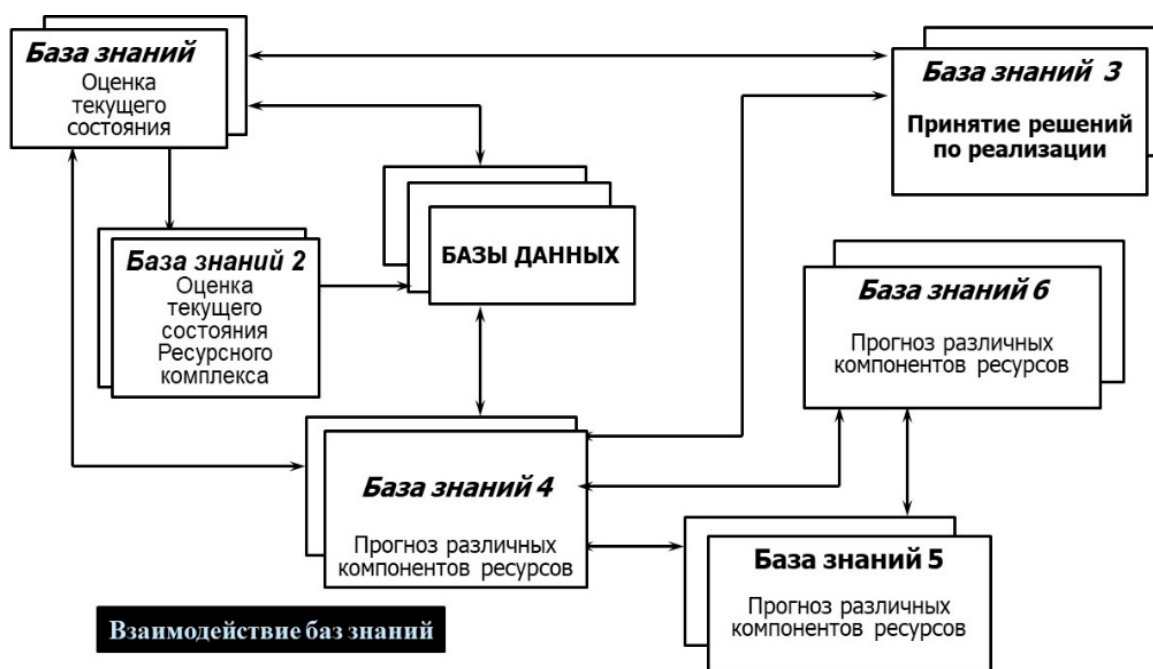 База знаний
Оценка
текущего
состояния
База знаний 3
Принятие решений
по реализации
База знаний 2
Оценка
текущего
состояния
Ресурсного
комплекса
БАЗЫ ДАННЫХ
База знаний 6
Прогноз различных
компонентов ресурсов
База знаний 4
Прогноз различных
компонентов ресурсов
База знаний 5
Прогноз различных
компонентов ресурсов
Взаимодействие баз знаний